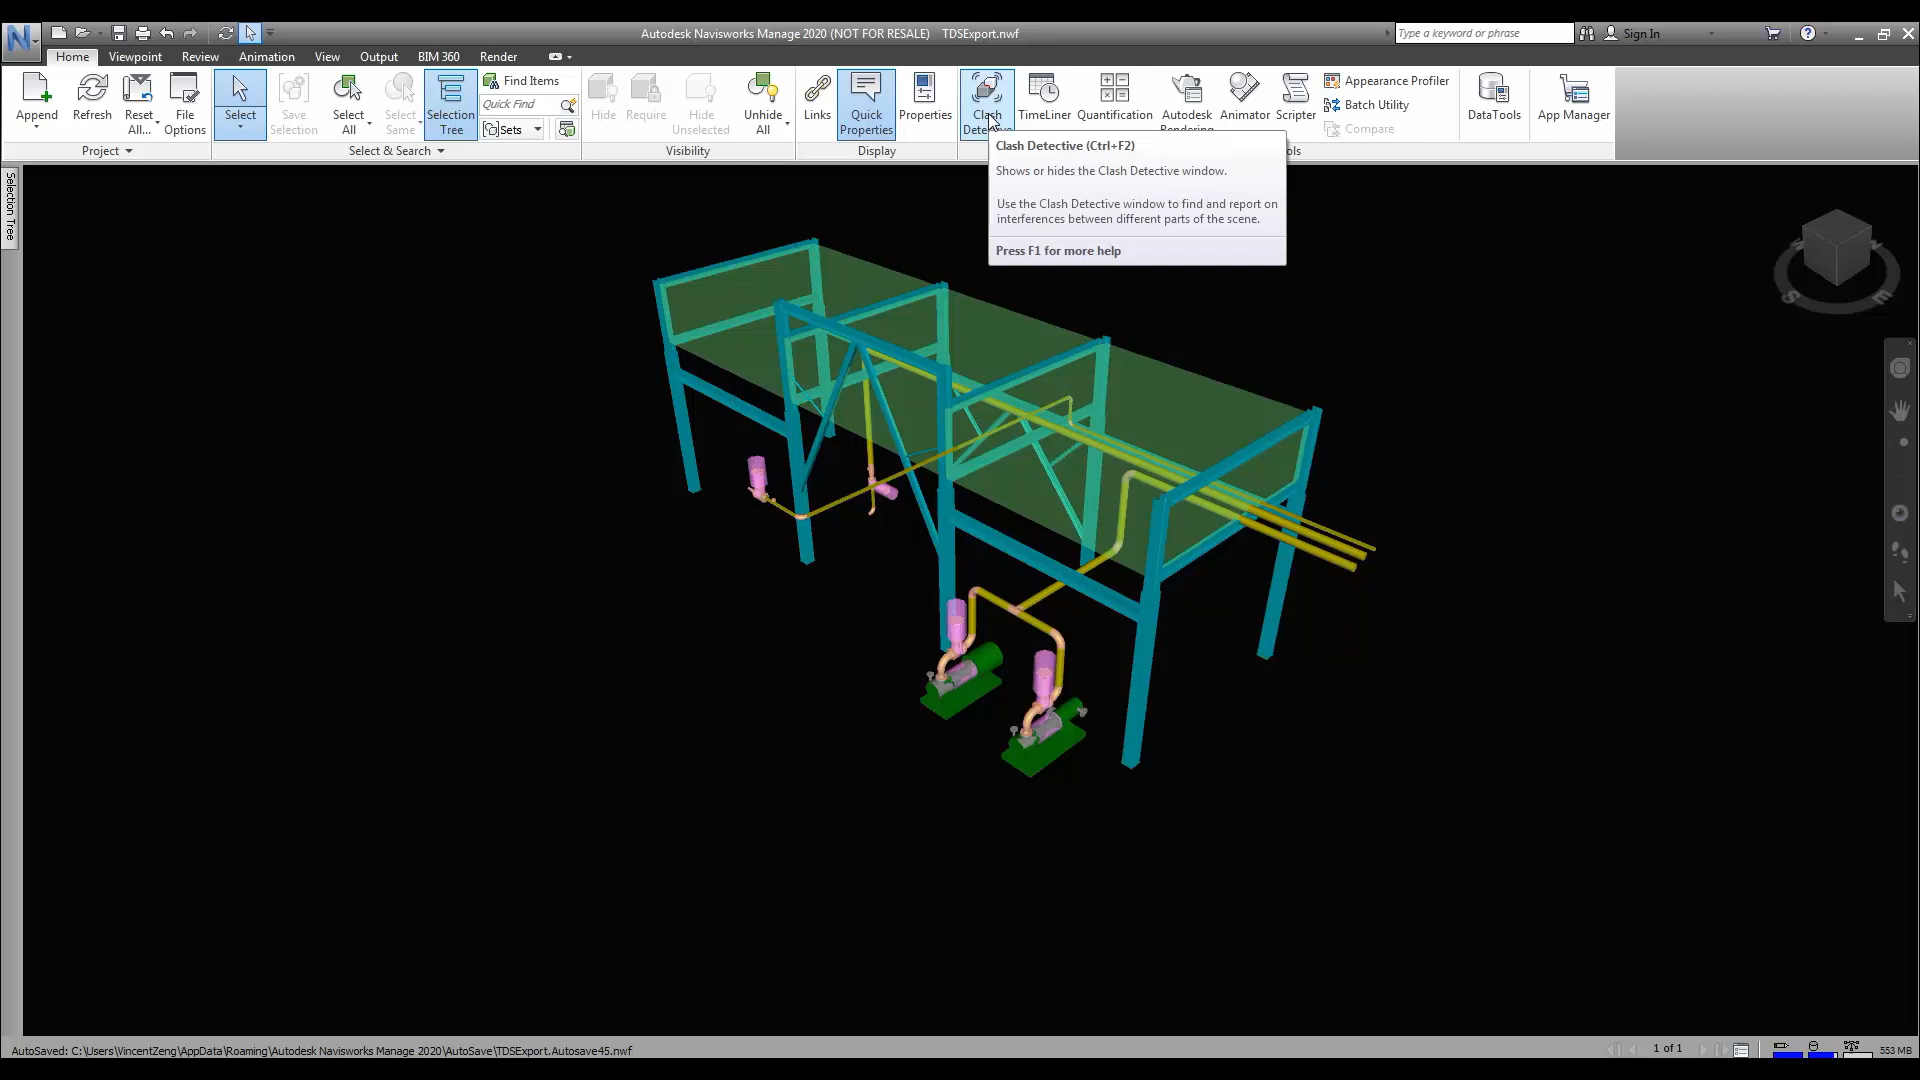 Autodesk Navisworks Manage 2020 (NOT FOR RESALE) TDSExport.nwf
Type a keyword or phrase
Sign In
Home Viewpoint Review Animation View Output BIM 360 Render
Append
Refresh
Reset
All...
File
Options
Project
Select
Save
Selection
Select
All
Select
Same
Selection
Tree
Find Items
Quick Find
Sets
Select & Search
Hide
Require
Hide
Unselected
Unhide
All
Visibility
Links
Quick
Properties
Properties
Display
Clash
Detective
TimeLiner
Quantification
Autodesk
Rendering
Animator
Scripter
Appearance Profiler
Batch Utility
Compare
ols
DataTools
App Manager
Clash Detective (Ctrl+F2)
Shows or hides the Clash Detective window.
Use the Clash Detective window to find and report on
interferences between different parts of the scene.
Press F1 for more help
Selection Tree
S
E
AutoSaved: C:\Users\VincentZeng\AppData\Roaming\Autodesk Navisworks Manage 2020\AutoSave\TDSExport.Autosave45.nwf
1 of 1
553 MB